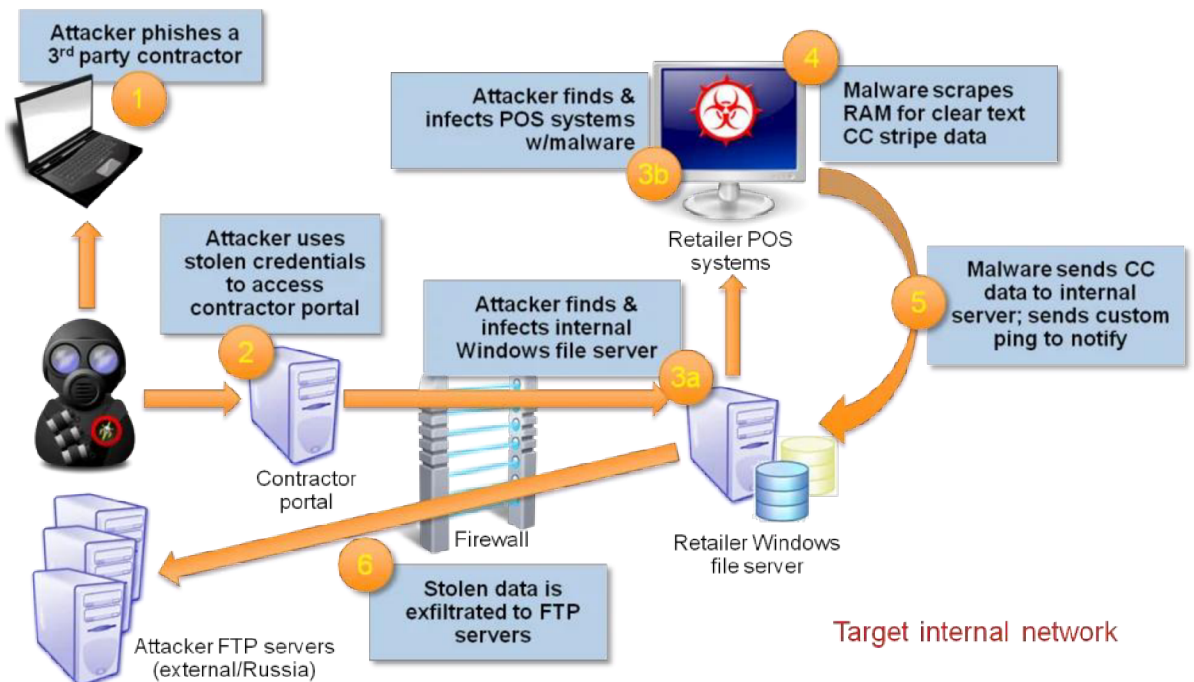 Attacker phishes a
3rd party contractor
1
Attacker finds &
infects POS systems
w/malware
3b
4
Malware scrapes
RAM for clear text
CC stripe data
Retailer POS
systems
Attacker uses
stolen credentials
to access
contractor portal
2
Attacker finds &
infects internal
Windows file server
3a
Malware sends CC
data to internal
server; sends custom
ping to notify
5
Contractor
portal
Firewall
Retailer Windows
file server
6
Stolen data is
exfiltrated to FTP
servers
Attacker FTP servers
(external/Russia)
Target internal network